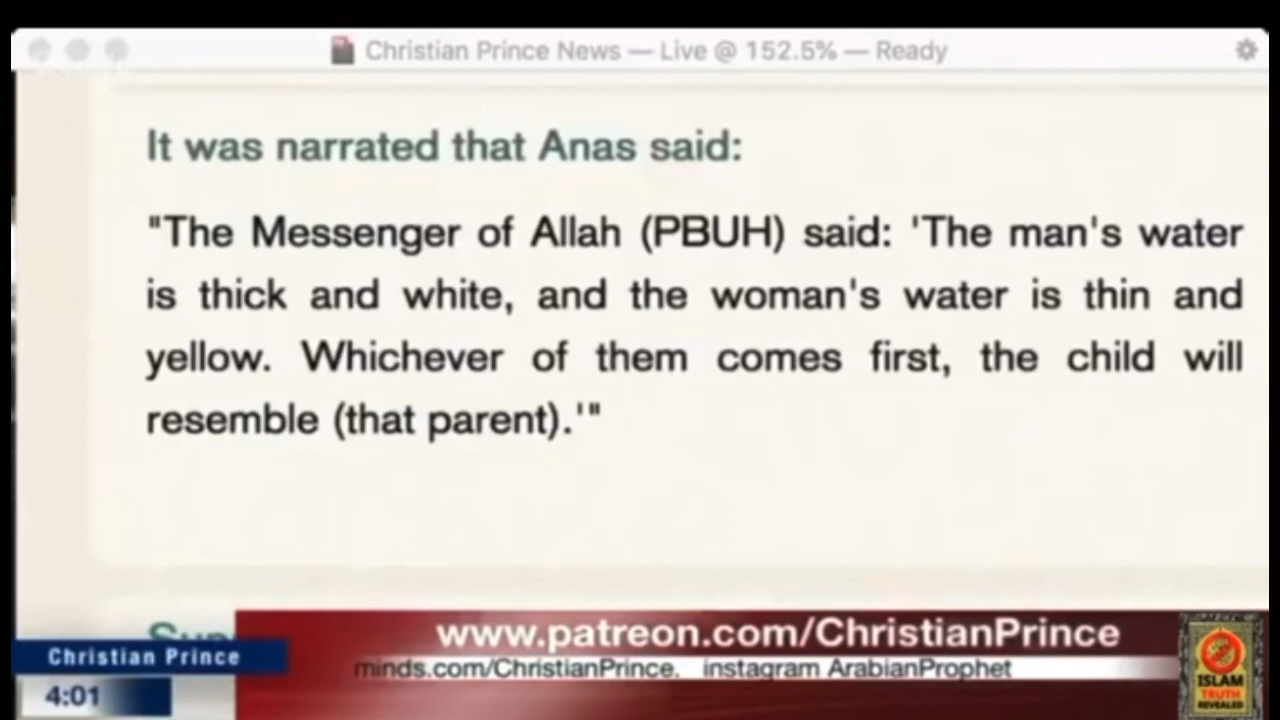 Christian Prince News — Live @ 152.5% — Ready
It was narrated that Anas said:
"The Messenger of Allah (PBUH) said: 'The man's water
is thick and white, and the woman's water is thin and
yellow. Whichever of them comes first, the child will
resemble (that parent).'"
www.patreon.com/ChristianPrince
Christian Prince
minds.com/ChristianPrince. instagram ArabianProphet
4:01
ISLAM
TRUTH
REVEALED